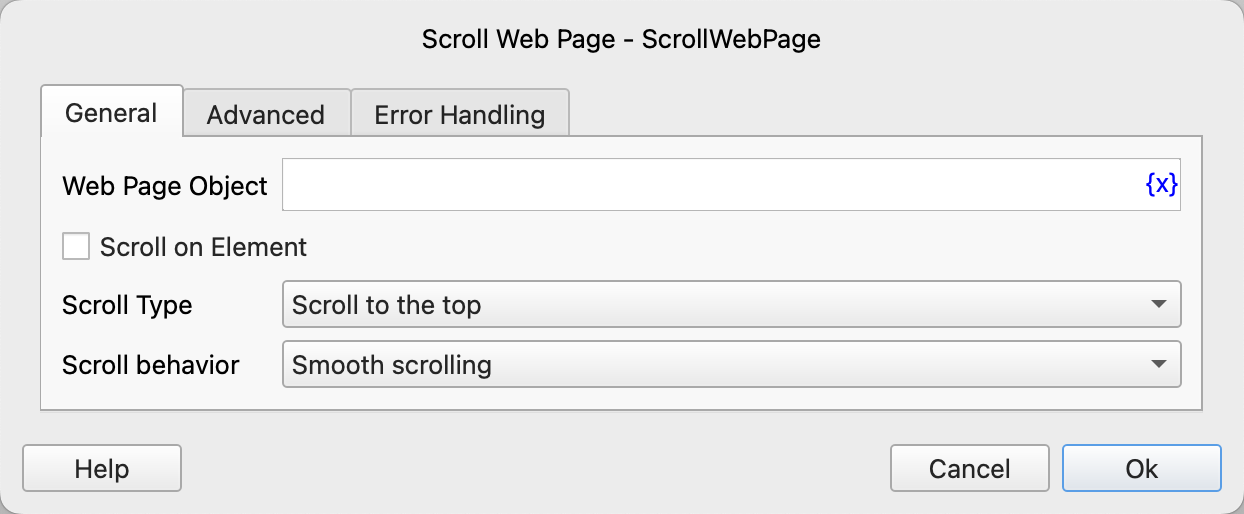 Scroll Web Page - ScrollWebPage
General Advanced Error Handling
Web Page Object {x}
Scroll on Element
Scroll Type Scroll to the top
Scroll behavior Smooth scrolling
Help Cancel Ok